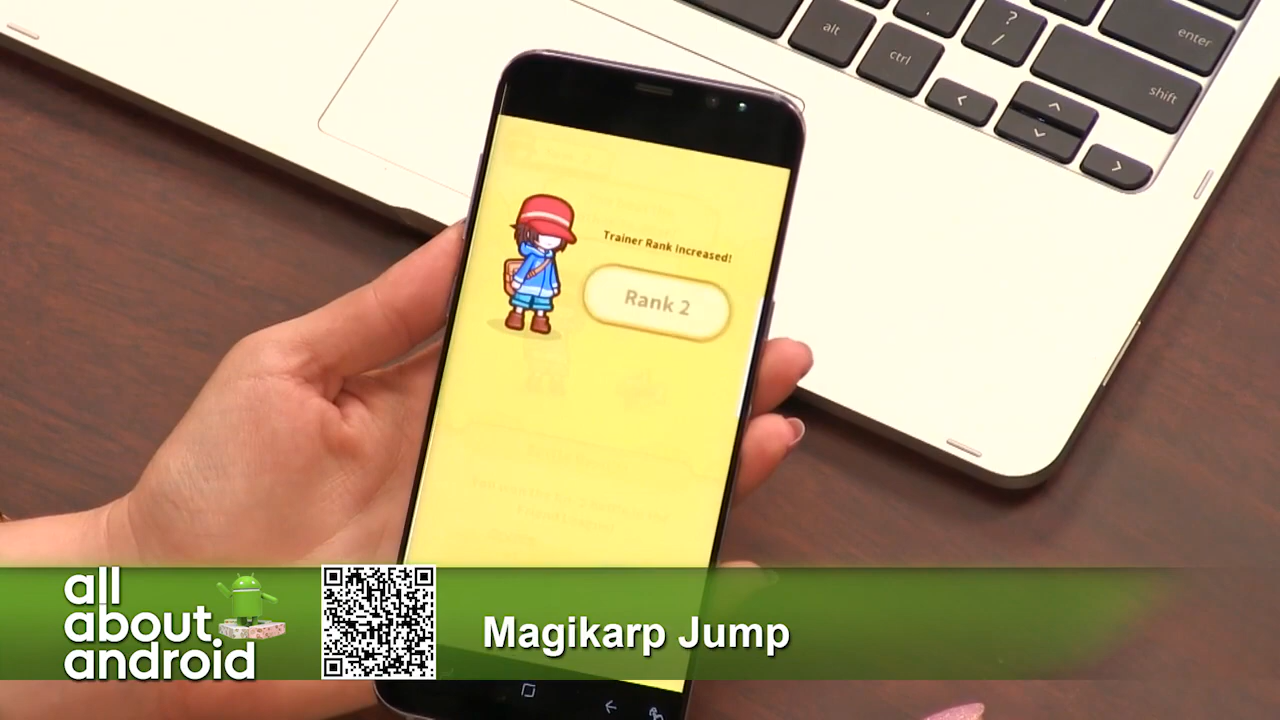 alt
ctrl
?
/
enter
shift
Trainer Rank Increased!
Rank 2
all
about
android
Magikarp Jump